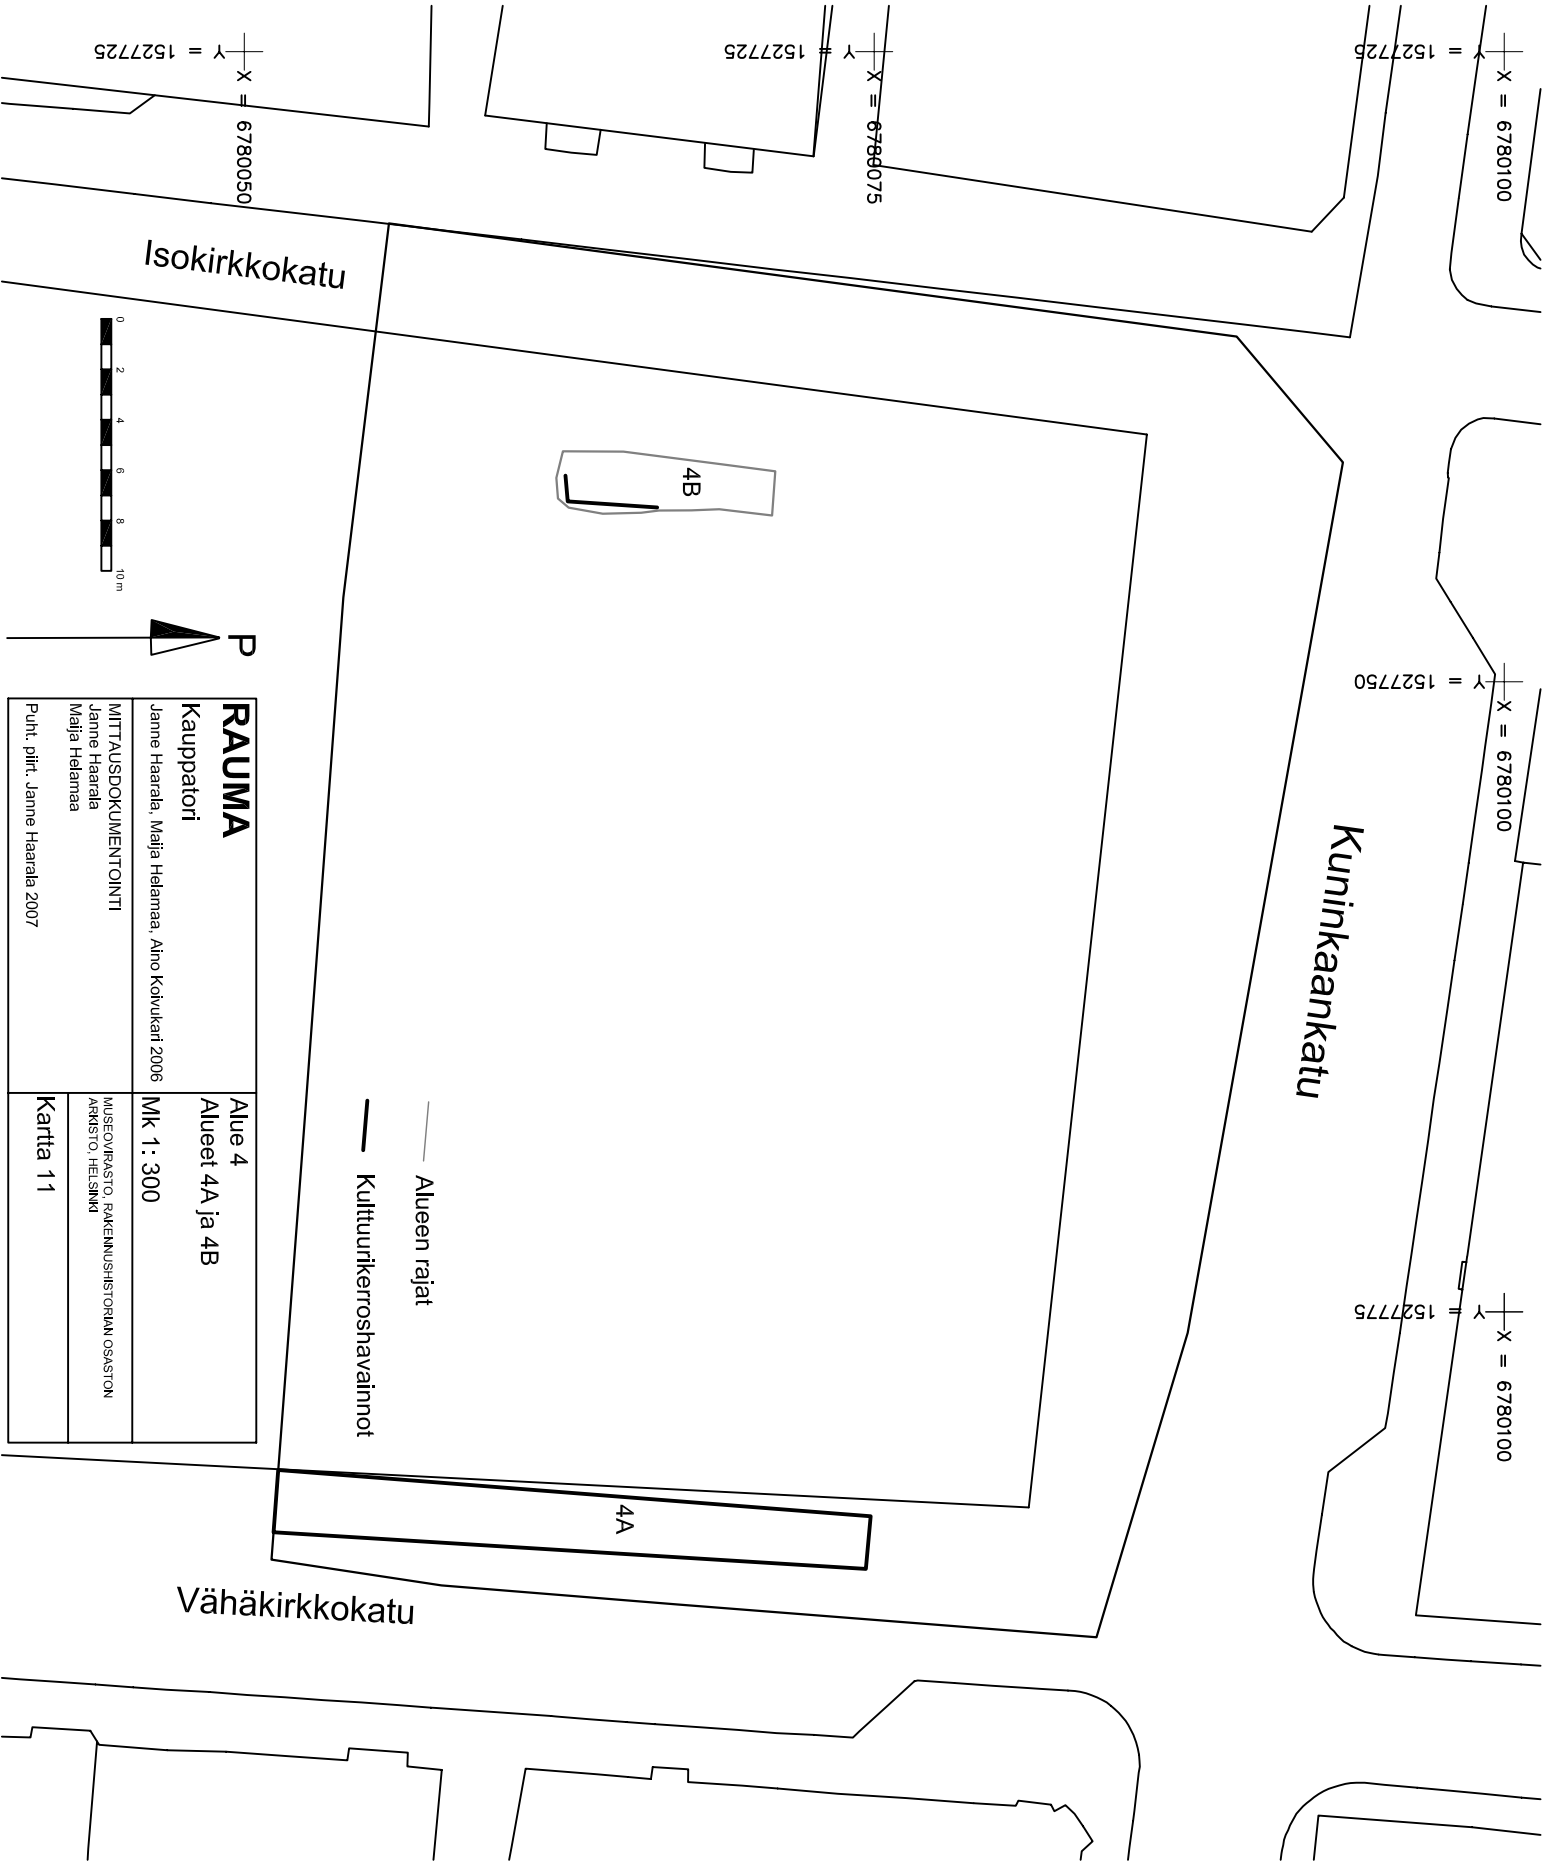 Y = 1527725
X = 6780050
Y = 1527725
X = 6780075
Y = 1527725
X = 6780100
Y = 1527750
X = 6780100
Y = 1527775
X = 6780100
Isokirkkokatu
Kuninkaankatu
Vähäkirkkokatu
4B
4A
Alueen rajat
Kulttuurikerroshavainnot
0 2 4 6 8 10 m
P
RAUMA
Kauppatori
Janne Haarala, Maija Helamaa, Aino Koivukari 2006
MITTAUSDOKUMENTOINTI
Janne Haarala
Maija Helamaa
Puht. piirt. Janne Haarala 2007
Alue 4
Alueet 4A ja 4B
Mk 1: 300
MUSEOVIRASTO, RAKENNUSHISTORIAN OSASTON
ARKISTO, HELSINKI
Kartta 11